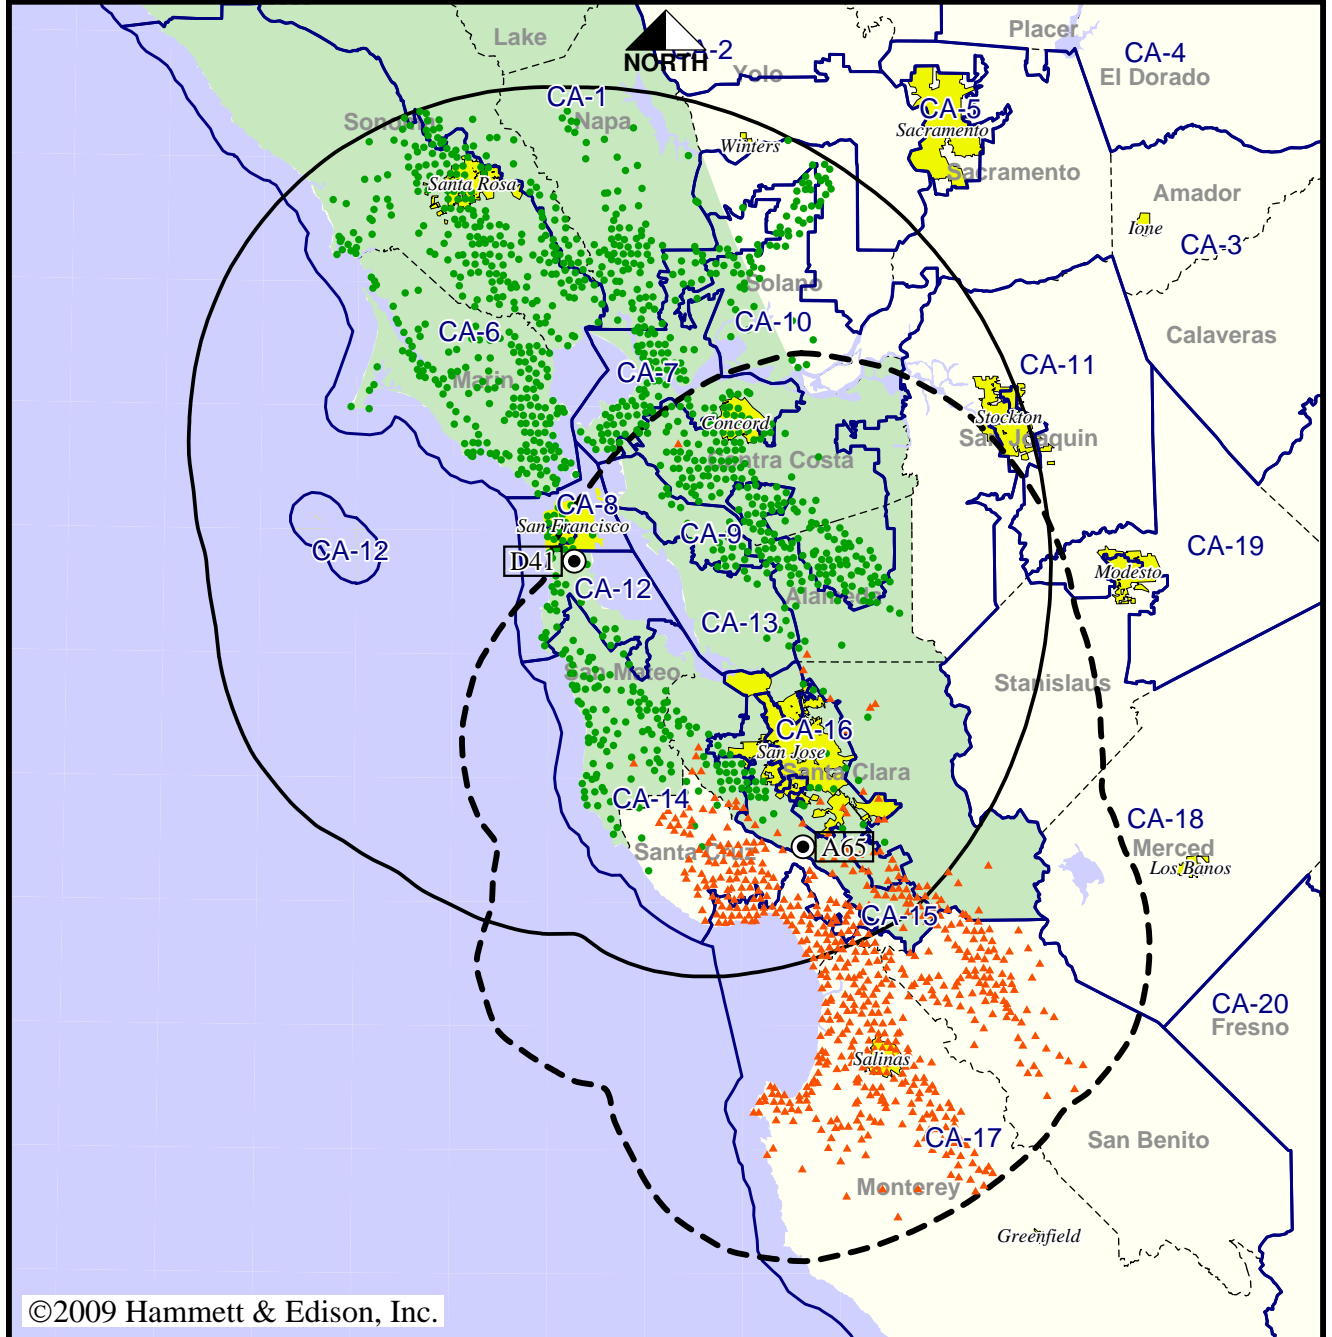 Placer
Lake
CA-2
NORTH
Yolo
CA-4
El Dorado
CA-1
CA-5
Sonoma
Napa
Sacramento
Winters
Sacramento
Santa Rosa
Amador
Ione
CA-3
Solano
CA-6
CA-10
Calaveras
CA-7
CA-11
Marin
Concord
Stockton
San Joaquin
Contra Costa
CA-8
San Francisco
CA-9
CA-12
D41
CA-19
Modesto
CA-12
Alameda
CA-13
San Mateo
Stanislaus
CA-16
San Jose
Santa Clara
CA-14
CA-18
Santa Cruz
A65
Merced
Los Banos
CA-15
CA-20
Fresno
Salinas
CA-17
San Benito
Monterey
Greenfield
©2009 Hammett & Edison, Inc.